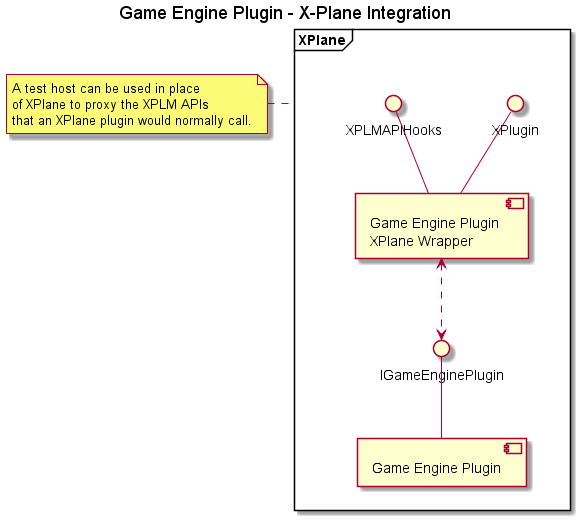 Game Engine Plugin - X-Plane Integration
XPlane
A test host can be used in place
of XPlane to proxy the XPLM APIs
that an XPlane plugin would normally call.
XPLMAPIHooks
XPlugin
Game Engine Plugin
XPlane Wrapper
IGameEnginePlugin
Game Engine Plugin